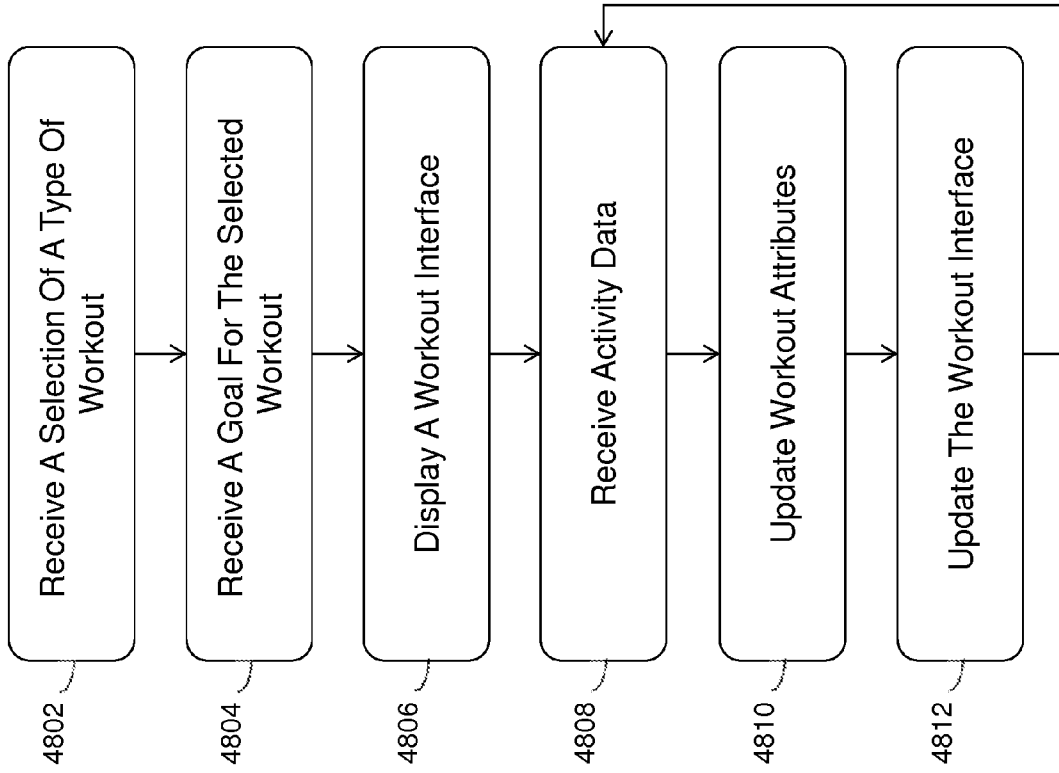 4802
Receive A Selection Of A Type Of
Workout
4804
Receive A Goal For The Selected
Workout
4806
Display A Workout Interface
4808
Receive Activity Data
4810
Update Workout Attributes
4812
Update The Workout Interface